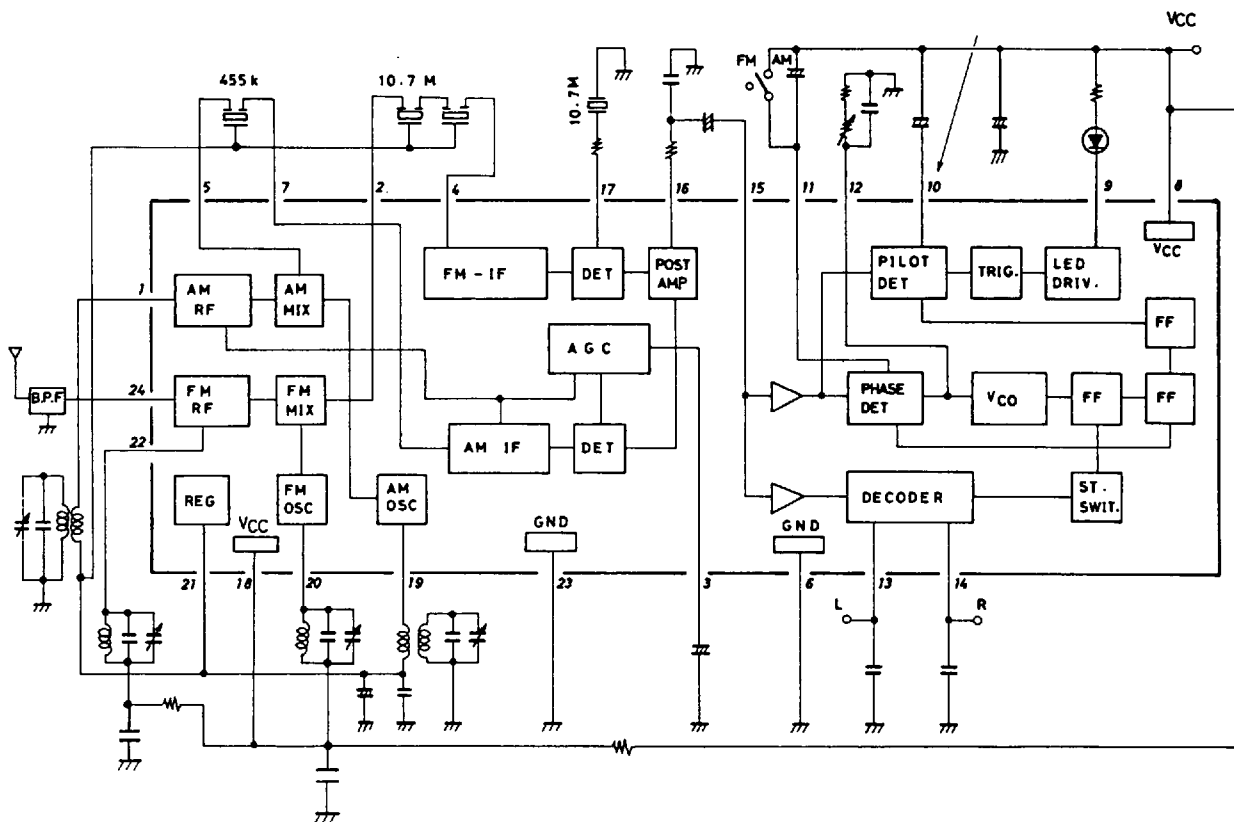 VCC
FM AM
455k
10.7 M
10.7M
5
7
2
4
17
16
15
11
12
10
9
8
VCC
FM - IF
DET
POST AMP
PILOT DET
TRIG.
LED DRIV.
1
AM RF
AM MIX
FF
AGC
24
B.P.F
FM RF
FM MIX
PHASE DET
VCO
FF
FF
22
AM IF
DET
REG
FM OSC
AM OSC
DECODER
ST. SWIT.
VCC
GND
GND
21
18
20
19
23
3
6
13
14
L
R